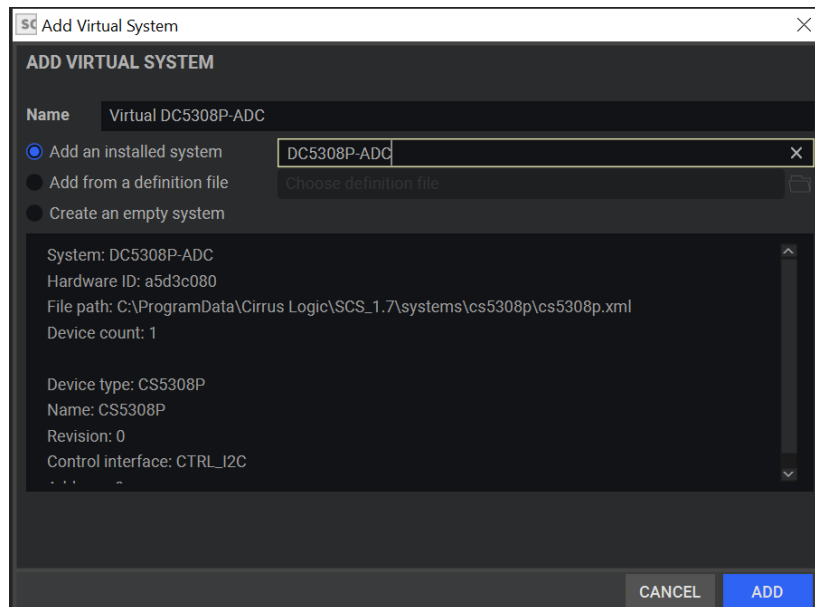 SC Add Virtual System
ADD VIRTUAL SYSTEM
Name Virtual DC5308P-ADC
Add an installed system DC5308P-ADC
Add from a definition file Choose definition file
Create an empty system
System: DC5308P-ADC
Hardware ID: a5d3c080
File path: C:\ProgramData\Cirrus Logic\SCS_1.7\systems\cs5308p\cs5308p.xml
Device count: 1
Device type: CS5308P
Name: CS5308P
Revision: 0
Control interface: CTRL_I2C
CANCEL ADD